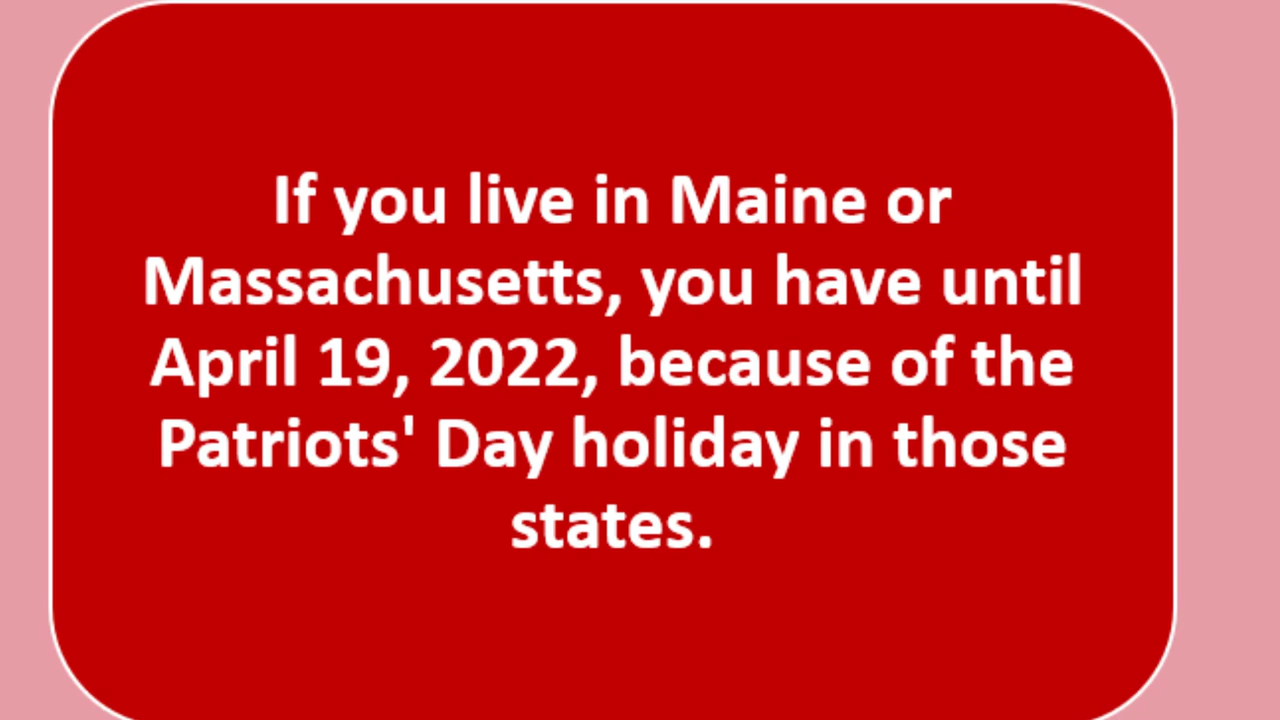 If you live in Maine or
Massachusetts, you have until
April 19, 2022, because of the
Patriots' Day holiday in those
states.